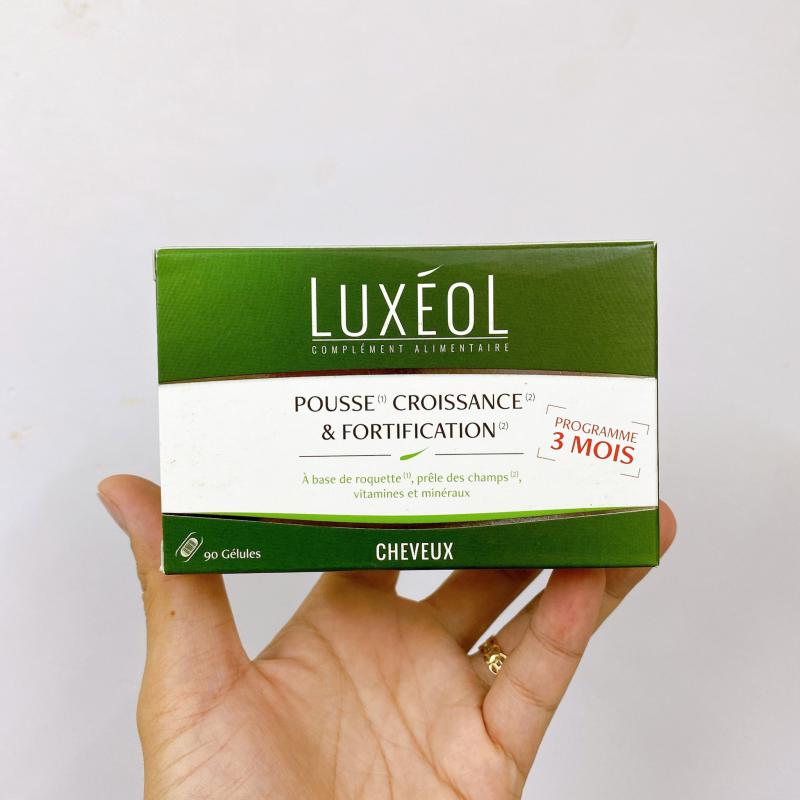 LUXÉOL
COMPLÉMENT ALIMENTAIRE
POUSSE(1) CROISSANCE(2)
& FORTIFICATION(2)
PROGRAMME
3 MOIS
À base de roquette(1), prêle des champs(2),
vitamines et minéraux
90 Gélules
CHEVEUX